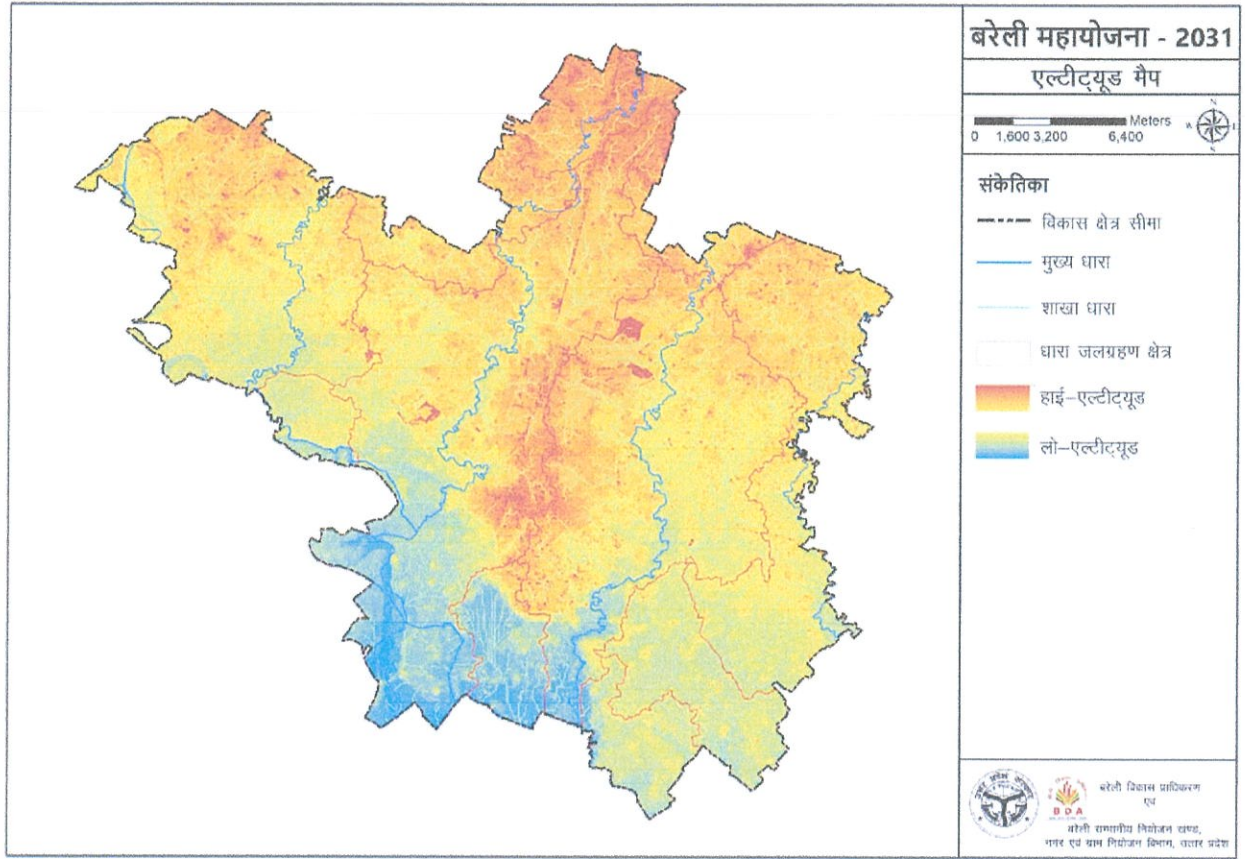 बरेली महायोजना - 2031
एल्टीट्यूड मैप
Meters
0 1,600 3,200 6,400
N
W E
S
संकेतिका
विकास क्षेत्र सीमा
मुख्य धारा
शाखा धारा
धारा जलग्रहण क्षेत्र
हाई-एल्टीट्यूड
लो-एल्टीट्यूड
BDA
बरेली विकास प्राधिकरण
एवं
बरेली सम्भागीय नियोजन खण्ड,
नगर एवं ग्राम नियोजन विभाग, उत्तर प्रदेश